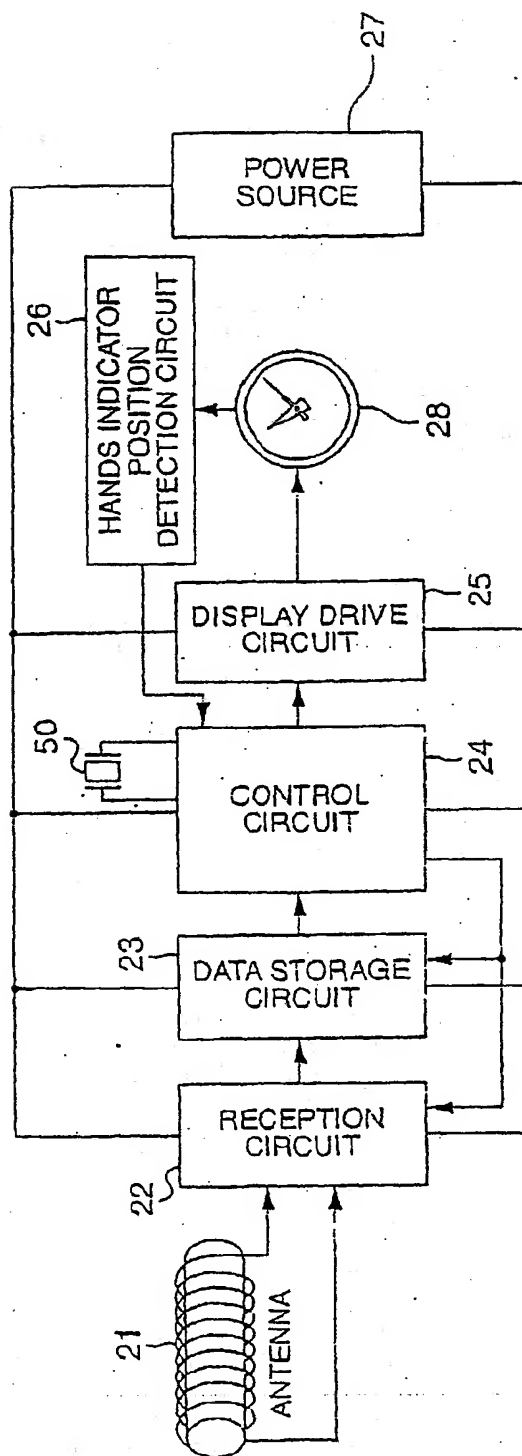 21
ANTENNA
22
RECEPTION
CIRCUIT
23
DATA STORAGE
CIRCUIT
50
CONTROL
CIRCUIT
24
DISPLAY DRIVE
CIRCUIT
25
26
HANDS INDICATOR
POSITION
DETECTION CIRCUIT
28
POWER
SOURCE
27